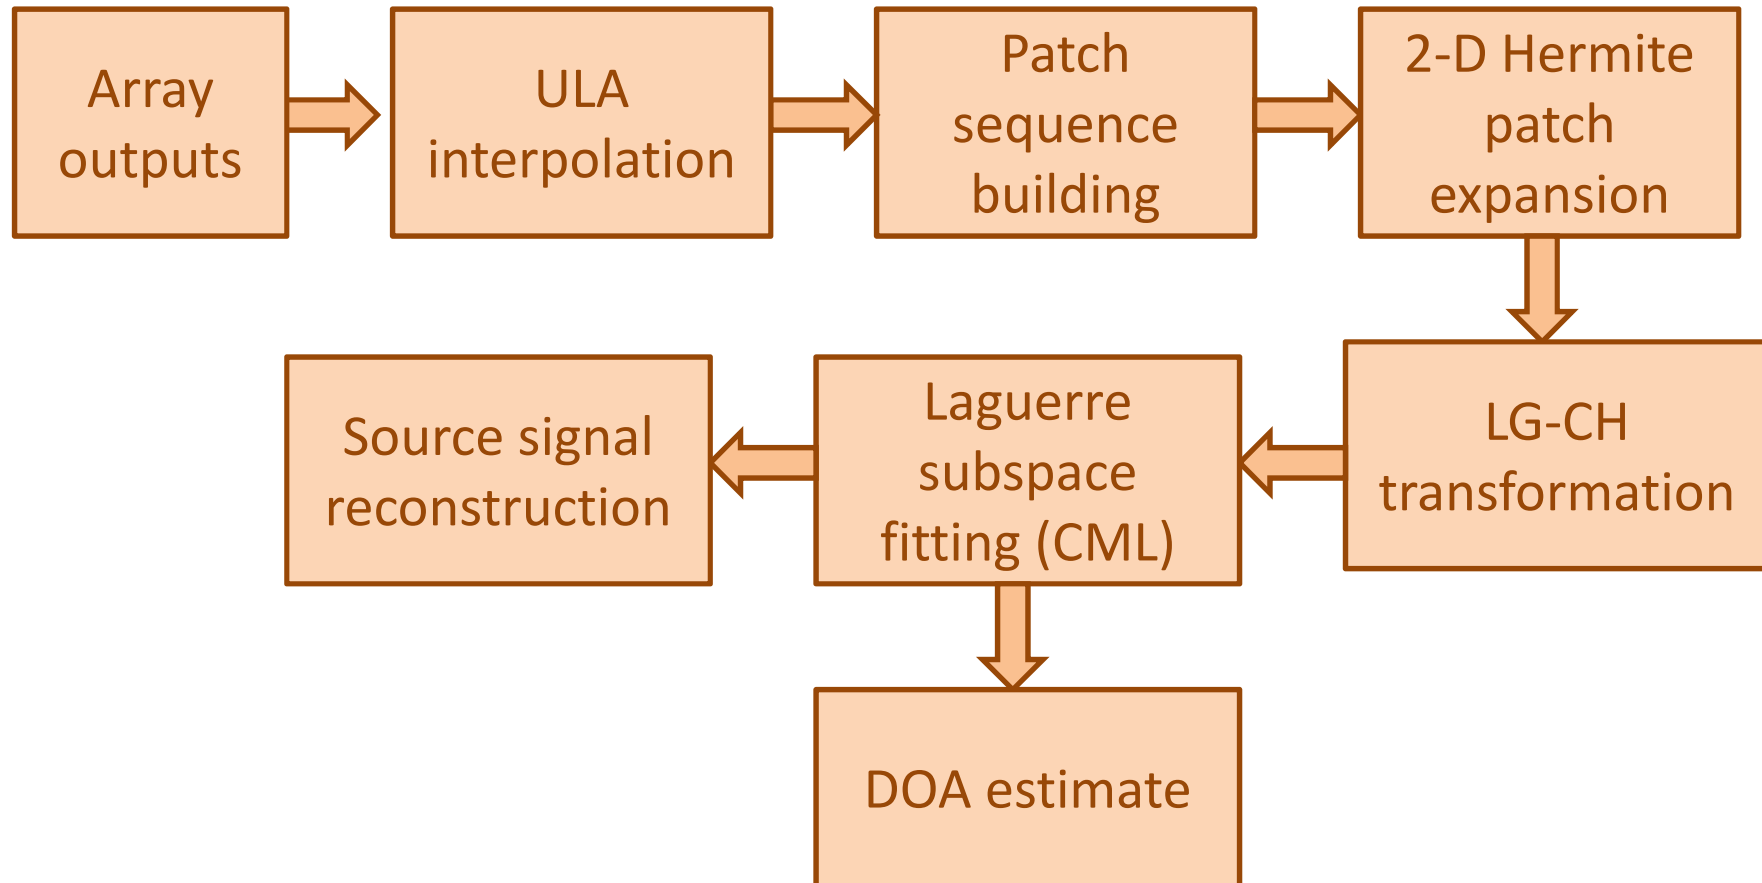 Array
outputs
ULA
interpolation
Patch
sequence
building
2-D Hermite
patch
expansion
LG-CH
transformation
Laguerre
subspace
fitting (CML)
Source signal
reconstruction
DOA estimate